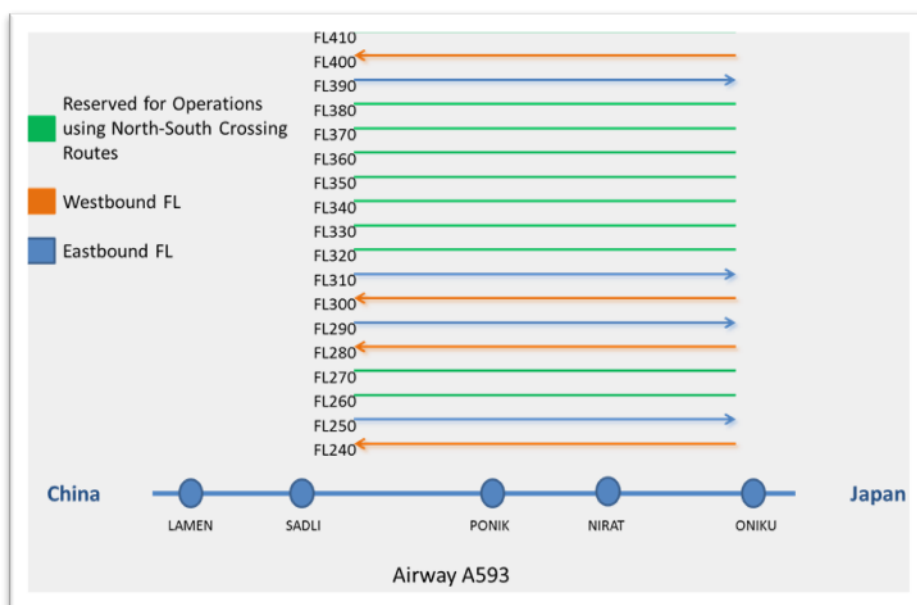 FL410
FL400
FL390
FL380
FL370
FL360
FL350
FL340
FL330
FL320
FL310
FL300
FL290
FL280
FL270
FL260
FL250
FL240
Reserved for Operations
using North-South Crossing
Routes
Westbound FL
Eastbound FL
China
Japan
LAMEN
SADLI
PONIK
NIRAT
ONIKU
Airway A593